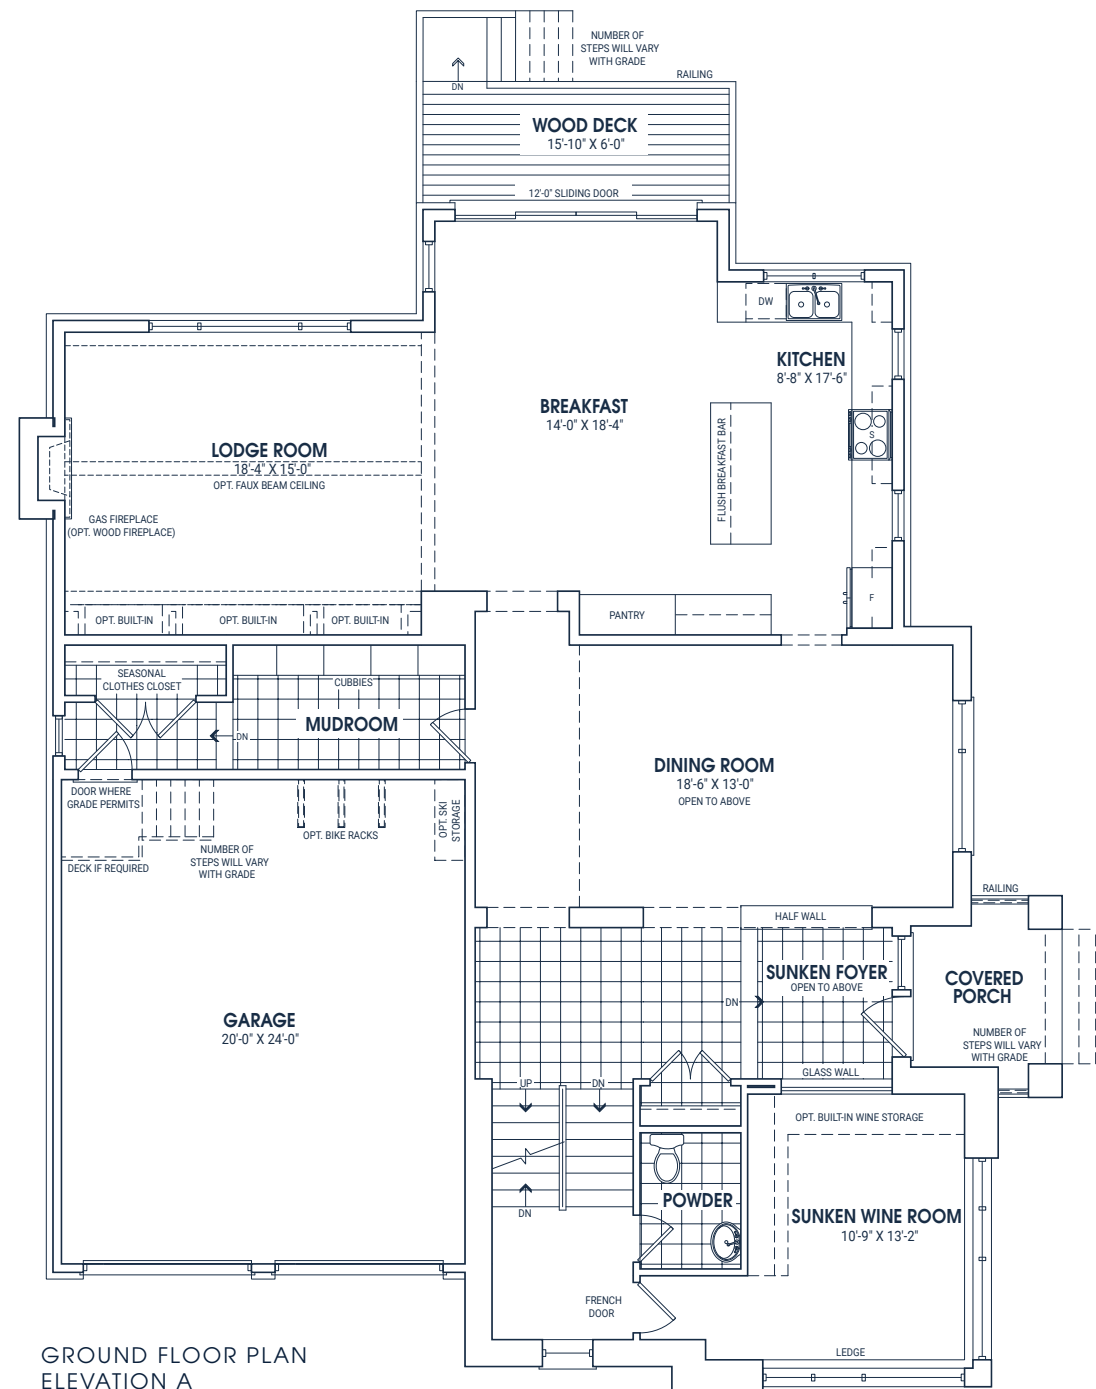 NUMBER OF
STEPS WILL VARY
WITH GRADE
RAILING
DN
WOOD DECK
15'-10" X 6'-0"
12'-0" SLIDING DOOR
DW
KITCHEN
8'-8" X 17'-6"
BREAKFAST
14'-0" X 18'-4"
FLUSH BREAKFAST BAR
S
LODGE ROOM
18'-4" X 15'-0"
OPT. FAUX BEAM CEILING
GAS FIREPLACE
(OPT. WOOD FIREPLACE)
F
OPT. BUILT-IN
OPT. BUILT-IN
OPT. BUILT-IN
PANTRY
SEASONAL
CLOTHES CLOSET
CUBBIES
MUDROOM
DN
DINING ROOM
18'-6" X 13'-0"
OPEN TO ABOVE
DOOR WHERE
GRADE PERMITS
OPT. SKI
STORAGE
OPT. BIKE RACKS
NUMBER OF
STEPS WILL VARY
WITH GRADE
DECK IF REQUIRED
RAILING
HALF WALL
SUNKEN FOYER
OPEN TO ABOVE
DN
COVERED
PORCH
NUMBER OF
STEPS WILL VARY
WITH GRADE
GARAGE
20'-0" X 24'-0"
GLASS WALL
UP
DN
OPT. BUILT-IN WINE STORAGE
POWDER
DN
SUNKEN WINE ROOM
10'-9" X 13'-2"
FRENCH
DOOR
LEDGE
GROUND FLOOR PLAN
ELEVATION A